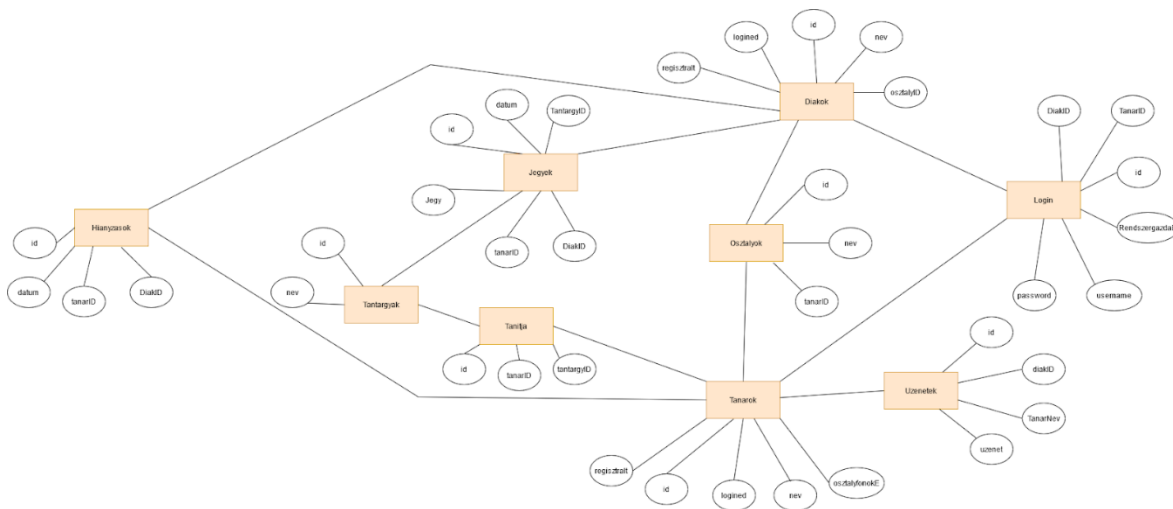 id
logined
nev
regisztralt
osztalyID
Diakok
datum
TantargyID
id
Jegyek
Jegy
tanarID
DiakID
DiakID
TanarID
id
Login
Rendszergazda
password
username
Hianyzasok
id
datum
tanarID
DiakID
id
nev
Tantargyak
Tanitja
id
tanarID
tantargyID
id
Osztalyok
nev
tanarID
id
diakID
Uzenetek
TanarNev
uzenet
Tanarok
regisztralt
id
logined
nev
osztalyfonokE